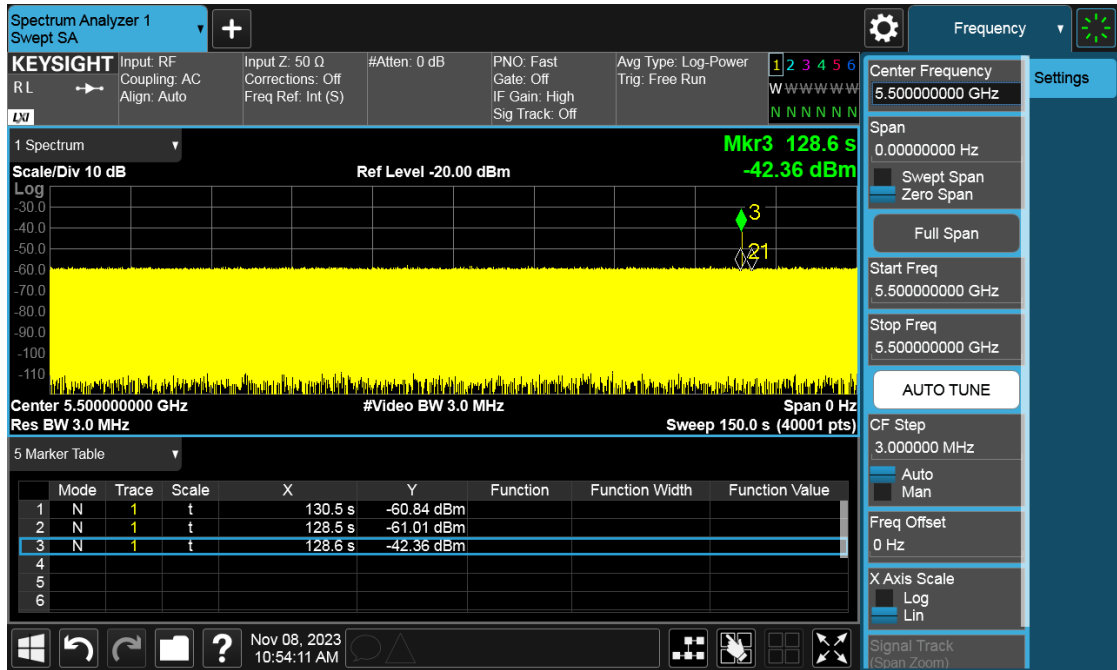 Spectrum Analyzer 1
Swept SA
+
Frequency
KEYSIGHT
R L
LXI
Input: RF
Coupling: AC
Align: Auto
Input Z: 50 Ω
Corrections: Off
Freq Ref: Int (S)
#Atten: 0 dB
PNO: Fast
Gate: Off
IF Gain: High
Sig Track: Off
Avg Type: Log-Power
Trig: Free Run
1 2 3 4 5 6
W W W W W W
N N N N N N
1 Spectrum
Mkr3 128.6 s
Scale/Div 10 dB
Ref Level -20.00 dBm
-42.36 dBm
Log
-30.0
-40.0
-50.0
-60.0
-70.0
-80.0
-90.0
-100
-110
3
21
Center 5.500000000 GHz
#Video BW 3.0 MHz
Span 0 Hz
Res BW 3.0 MHz
Sweep 150.0 s (40001 pts)
5 Marker Table
Mode Trace Scale X Y Function Function Width Function Value
1 N 1 t 130.5 s -60.84 dBm
2 N 1 t 128.5 s -61.01 dBm
3 N 1 t 128.6 s -42.36 dBm
4
5
6
Center Frequency
5.500000000 GHz
Settings
Span
0.00000000 Hz
Swept Span
Zero Span
Full Span
Start Freq
5.500000000 GHz
Stop Freq
5.500000000 GHz
AUTO TUNE
CF Step
3.000000 MHz
Auto
Man
Freq Offset
0 Hz
X Axis Scale
Log
Lin
Signal Track
(Span Zoom)
?
Nov 08, 2023
10:54:11 AM